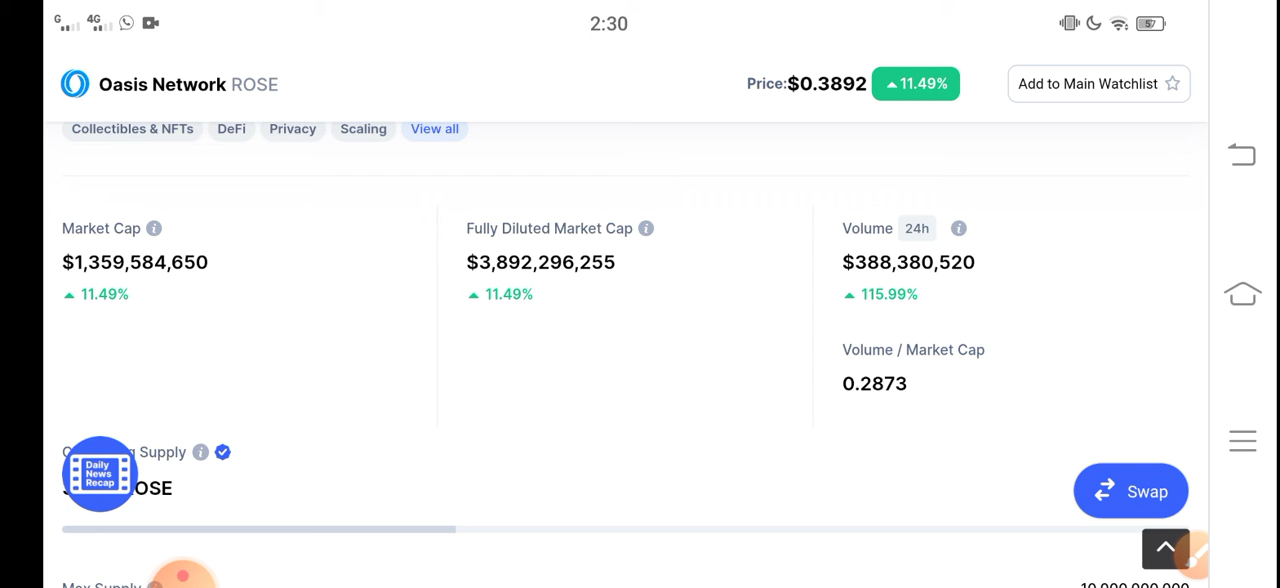 G 4G 2:30 57
Oasis Network ROSE Price:$0.3892 11.49% Add to Main Watchlist
Collectibles & NFTs DeFi Privacy Scaling View all
Market Cap Fully Diluted Market Cap Volume 24h
$1,359,584,650 $3,892,296,255 $388,380,520
11.49% 11.49% 115.99%
Volume / Market Cap
0.2873
Supply
Daily
News
Recap
Swap